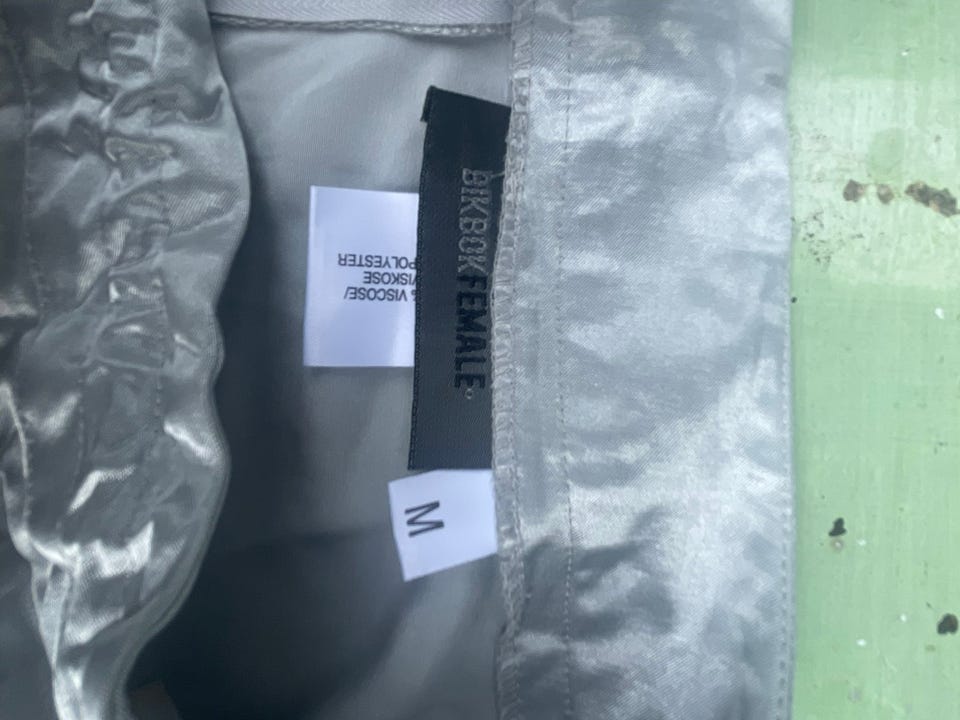 BIKBOK FEMALE
% VISCOSE/
VISKOSE
POLYESTER
M